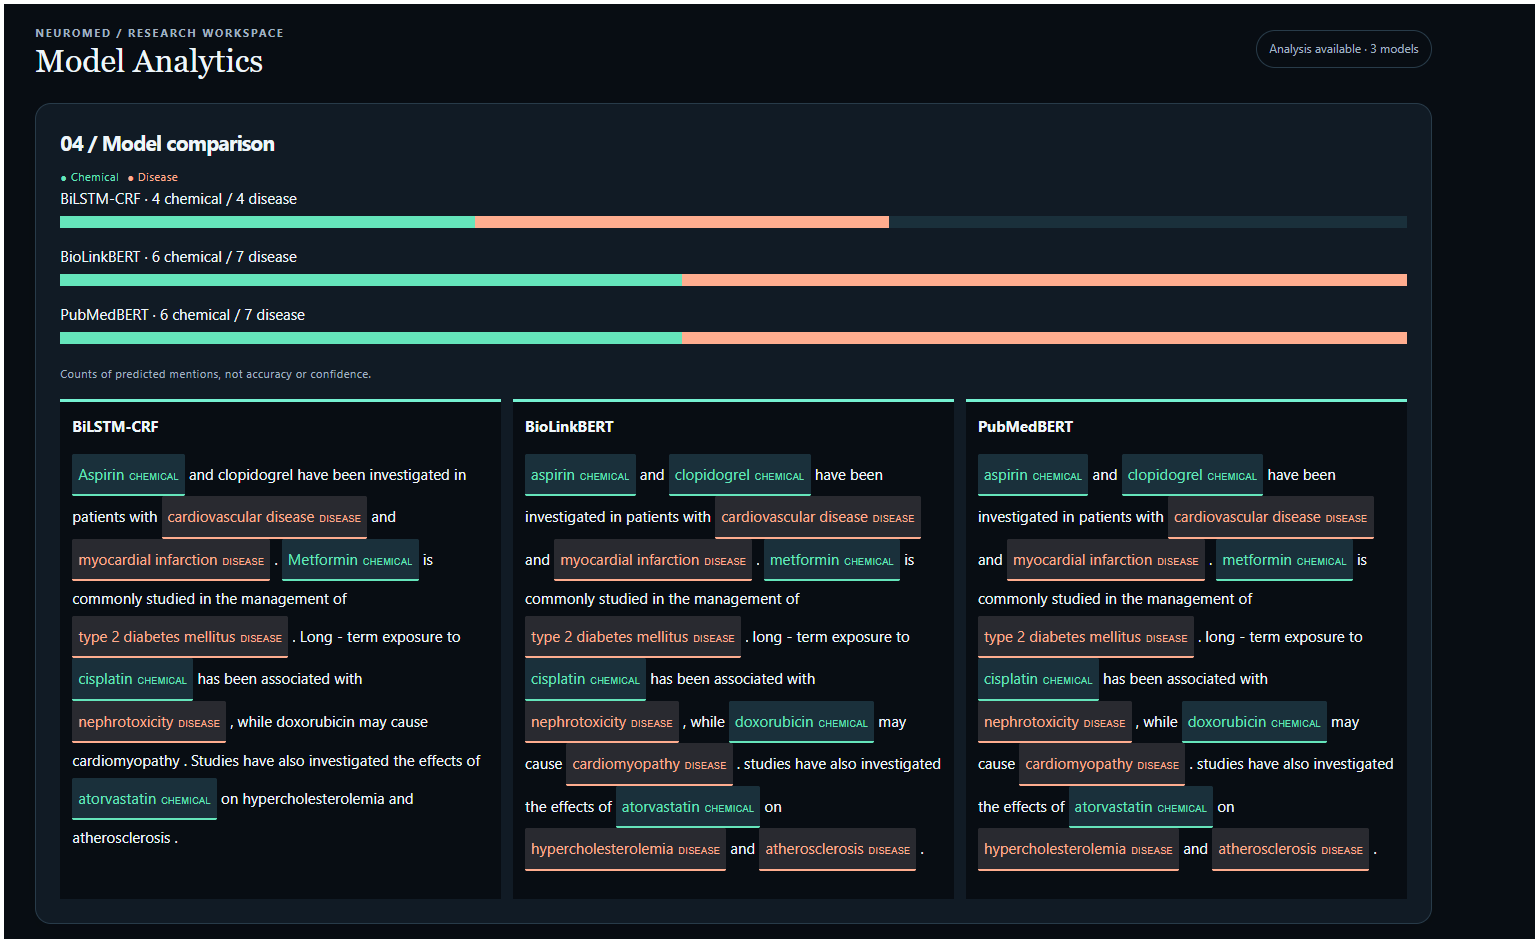 NEUROMED / RESEARCH WORKSPACE
Model Analytics
Analysis available · 3 models
04 / Model comparison
● Chemical ● Disease
BiLSTM-CRF · 4 chemical / 4 disease
BioLinkBERT · 6 chemical / 7 disease
PubMedBERT · 6 chemical / 7 disease
Counts of predicted mentions, not accuracy or confidence.
BiLSTM-CRF
Aspirin CHEMICAL and clopidogrel have been investigated in
patients with cardiovascular disease DISEASE and
myocardial infarction DISEASE . Metformin CHEMICAL is
commonly studied in the management of
type 2 diabetes mellitus DISEASE . Long - term exposure to
cisplatin CHEMICAL has been associated with
nephrotoxicity DISEASE , while doxorubicin may cause
cardiomyopathy . Studies have also investigated the effects of
atorvastatin CHEMICAL on hypercholesterolemia and
atherosclerosis .
BioLinkBERT
aspirin CHEMICAL and clopidogrel CHEMICAL have been
investigated in patients with cardiovascular disease DISEASE
and myocardial infarction DISEASE . metformin CHEMICAL is
commonly studied in the management of
type 2 diabetes mellitus DISEASE . long - term exposure to
cisplatin CHEMICAL has been associated with
nephrotoxicity DISEASE , while doxorubicin CHEMICAL may
cause cardiomyopathy DISEASE . studies have also investigated
the effects of atorvastatin CHEMICAL on
hypercholesterolemia DISEASE and atherosclerosis DISEASE .
PubMedBERT
aspirin CHEMICAL and clopidogrel CHEMICAL have been
investigated in patients with cardiovascular disease DISEASE
and myocardial infarction DISEASE . metformin CHEMICAL is
commonly studied in the management of
type 2 diabetes mellitus DISEASE . long - term exposure to
cisplatin CHEMICAL has been associated with
nephrotoxicity DISEASE , while doxorubicin CHEMICAL may
cause cardiomyopathy DISEASE . studies have also investigated
the effects of atorvastatin CHEMICAL on
hypercholesterolemia DISEASE and atherosclerosis DISEASE .